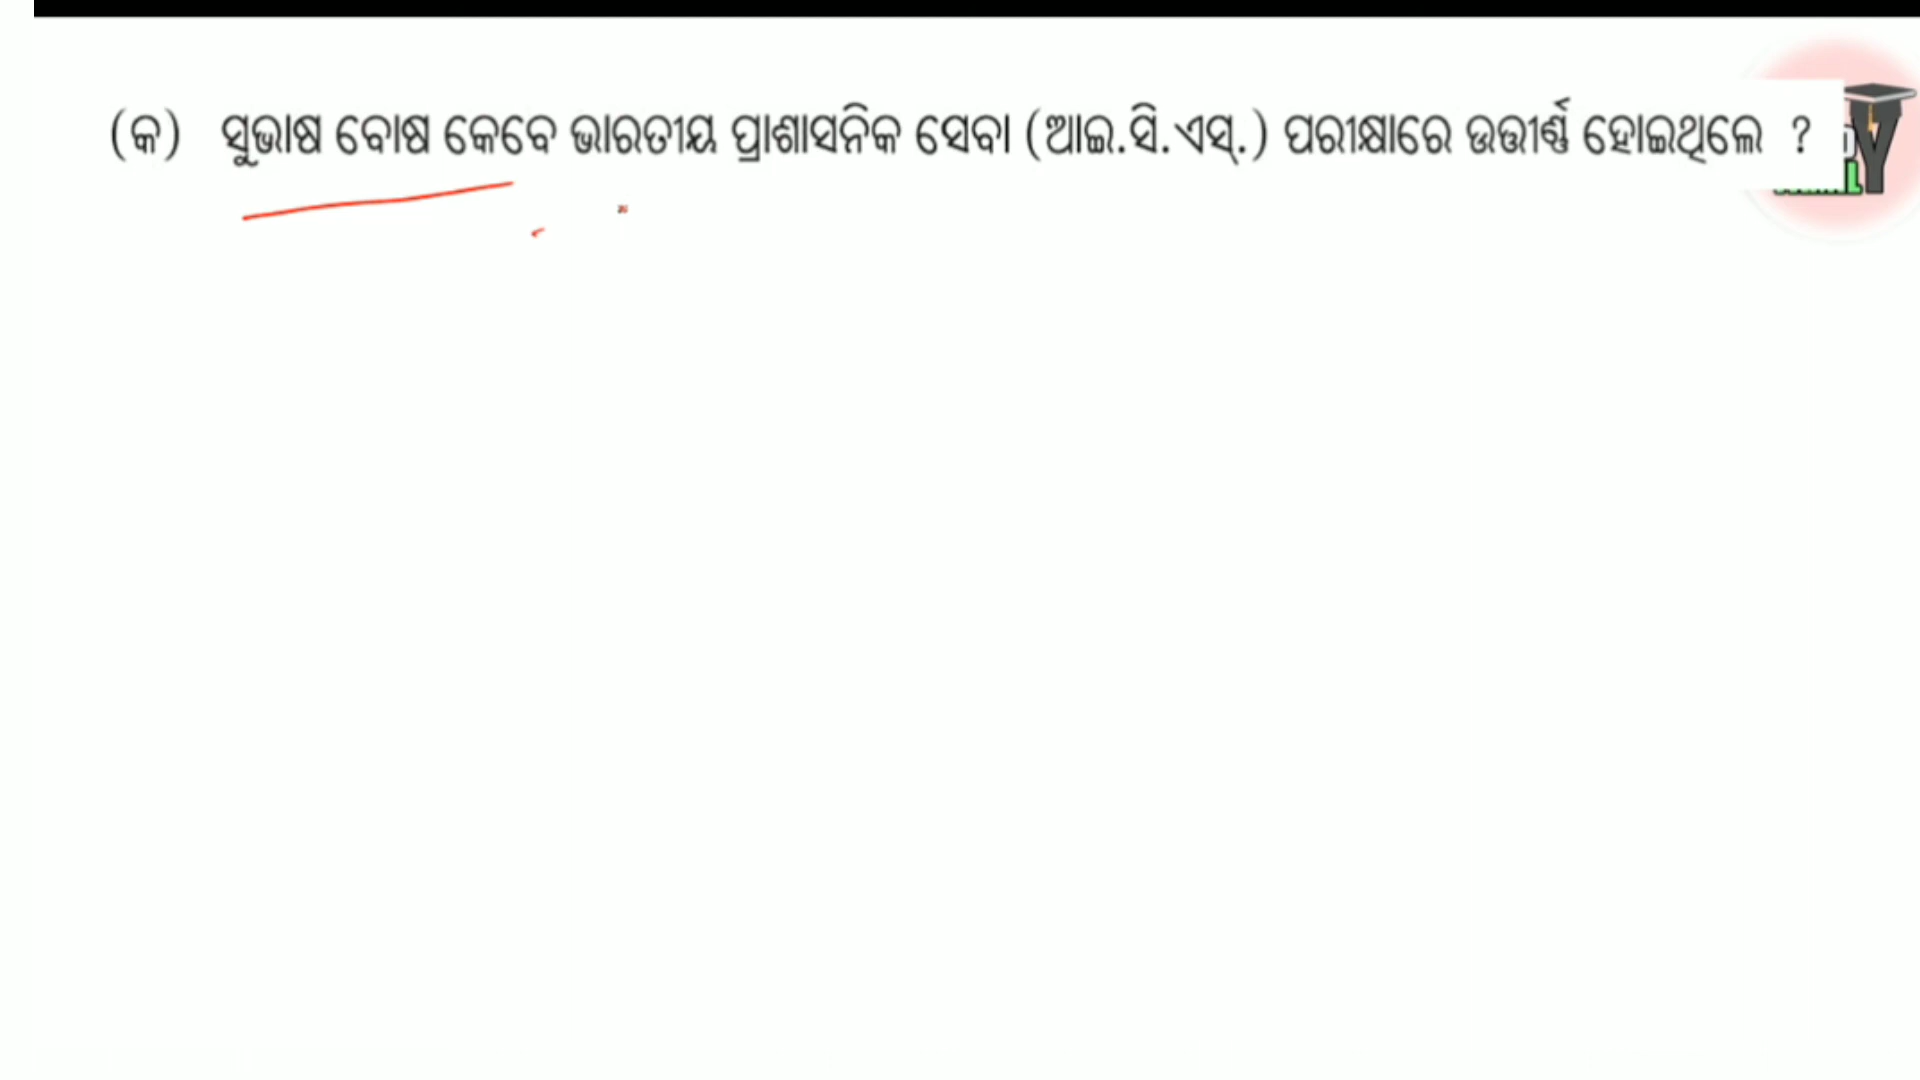 (କ) ସୁଭାଷ ବୋଷ କେବେ ଭାରତୀୟ ପ୍ରାଶାସନିକ ସେବା (ଆଇ.ସି.ଏସ୍.) ପରୀକ୍ଷାରେ ଉତ୍ତୀର୍ଣ୍ଣ ହୋଇଥିଲେ ?